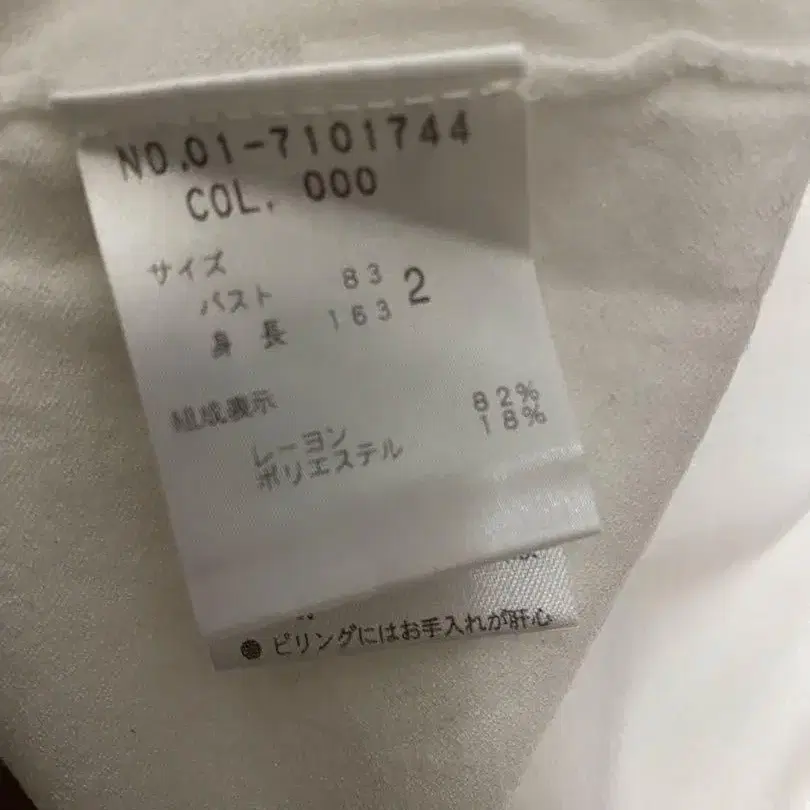 NO.01-7101744
COL. 000
サイズ
バスト 83 2
身長 163
組成表示
レーヨン 82%
ポリエステル 18%
ピリングにはお手入れが肝心